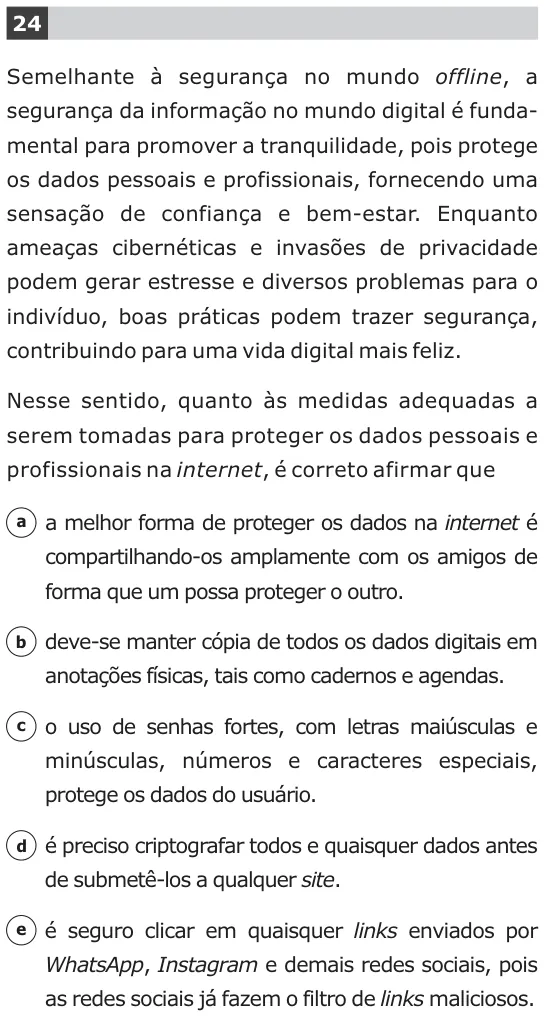 24
Semelhante à segurança no mundo offline, a
segurança da informação no mundo digital é funda-
mental para promover a tranquilidade, pois protege
os dados pessoais e profissionais, fornecendo uma
sensação de confiança e bem-estar. Enquanto
ameaças cibernéticas e invasões de privacidade
podem gerar estresse e diversos problemas para o
indivíduo, boas práticas podem trazer segurança,
contribuindo para uma vida digital mais feliz.
Nesse sentido, quanto às medidas adequadas a
serem tomadas para proteger os dados pessoais e
profissionais na internet, é correto afirmar que
a a melhor forma de proteger os dados na internet é
compartilhando-os amplamente com os amigos de
forma que um possa proteger o outro.
b deve-se manter cópia de todos os dados digitais em
anotações físicas, tais como cadernos e agendas.
c o uso de senhas fortes, com letras maiúsculas e
minúsculas, números e caracteres especiais,
protege os dados do usuário.
d é preciso criptografar todos e quaisquer dados antes
de submetê-los a qualquer site.
e é seguro clicar em quaisquer links enviados por
WhatsApp, Instagram e demais redes sociais, pois
as redes sociais já fazem o filtro de links maliciosos.